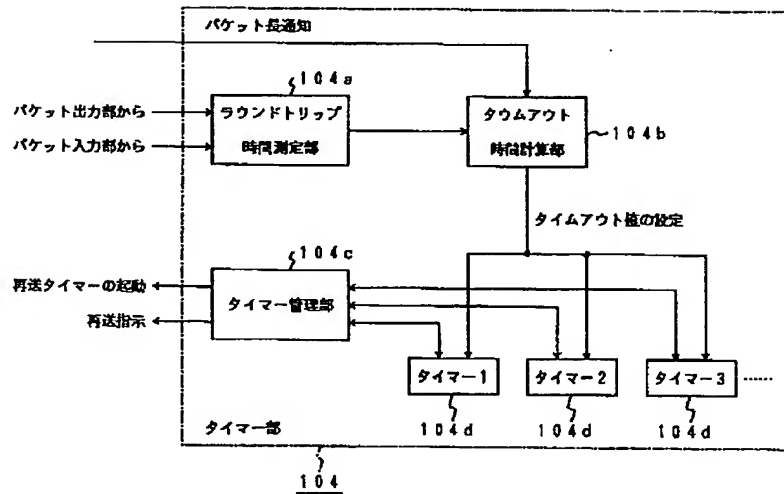 パケット長通知
104a
パケット出力部から
パケット入力部から
ラウンドトリップ
時間測定部
タウムアウト
時間計算部
104b
タイムアウト値の設定
104c
再送タイマーの起動
再送指示
タイマー管理部
タイマー1
タイマー2
タイマー3
……
104d
104d
104d
タイマー部
104